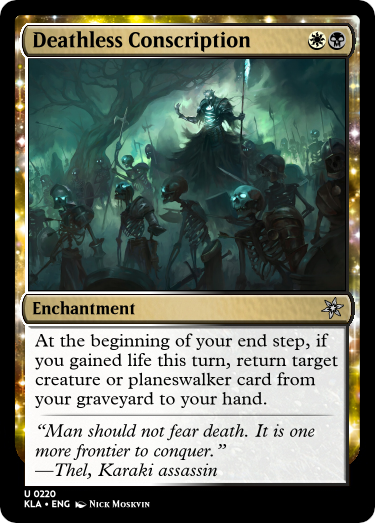 Deathless Conscription
Enchantment
At the beginning of your end step, if
you gained life this turn, return target
creature or planeswalker card from
your graveyard to your hand.
“Man should not fear death. It is one
more frontier to conquer.”
—Thel, Karaki assassin
U 0220
KLA • ENG Nick Moskvin